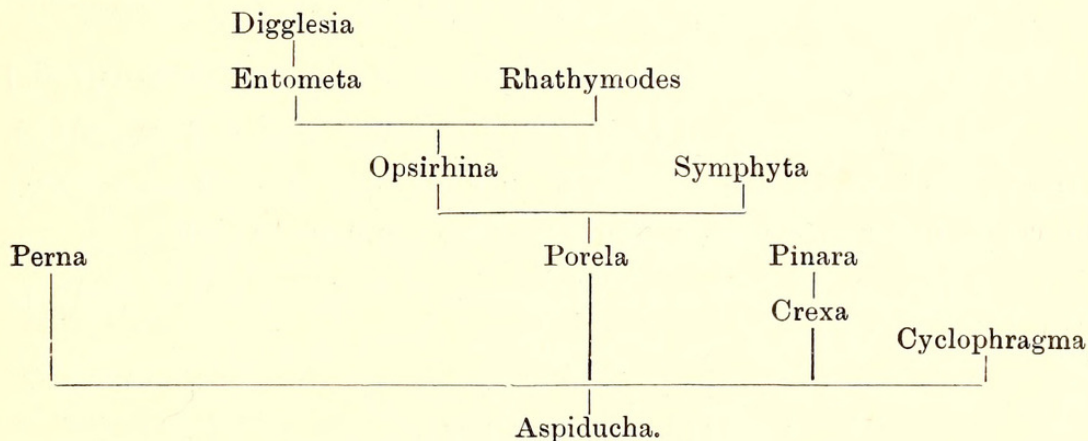 Digglesia
Entometa Rhathymodes
Opsirhina Symphyta
Perna Porela Pinara
Crexa
Cyclophragma
Aspiducha.